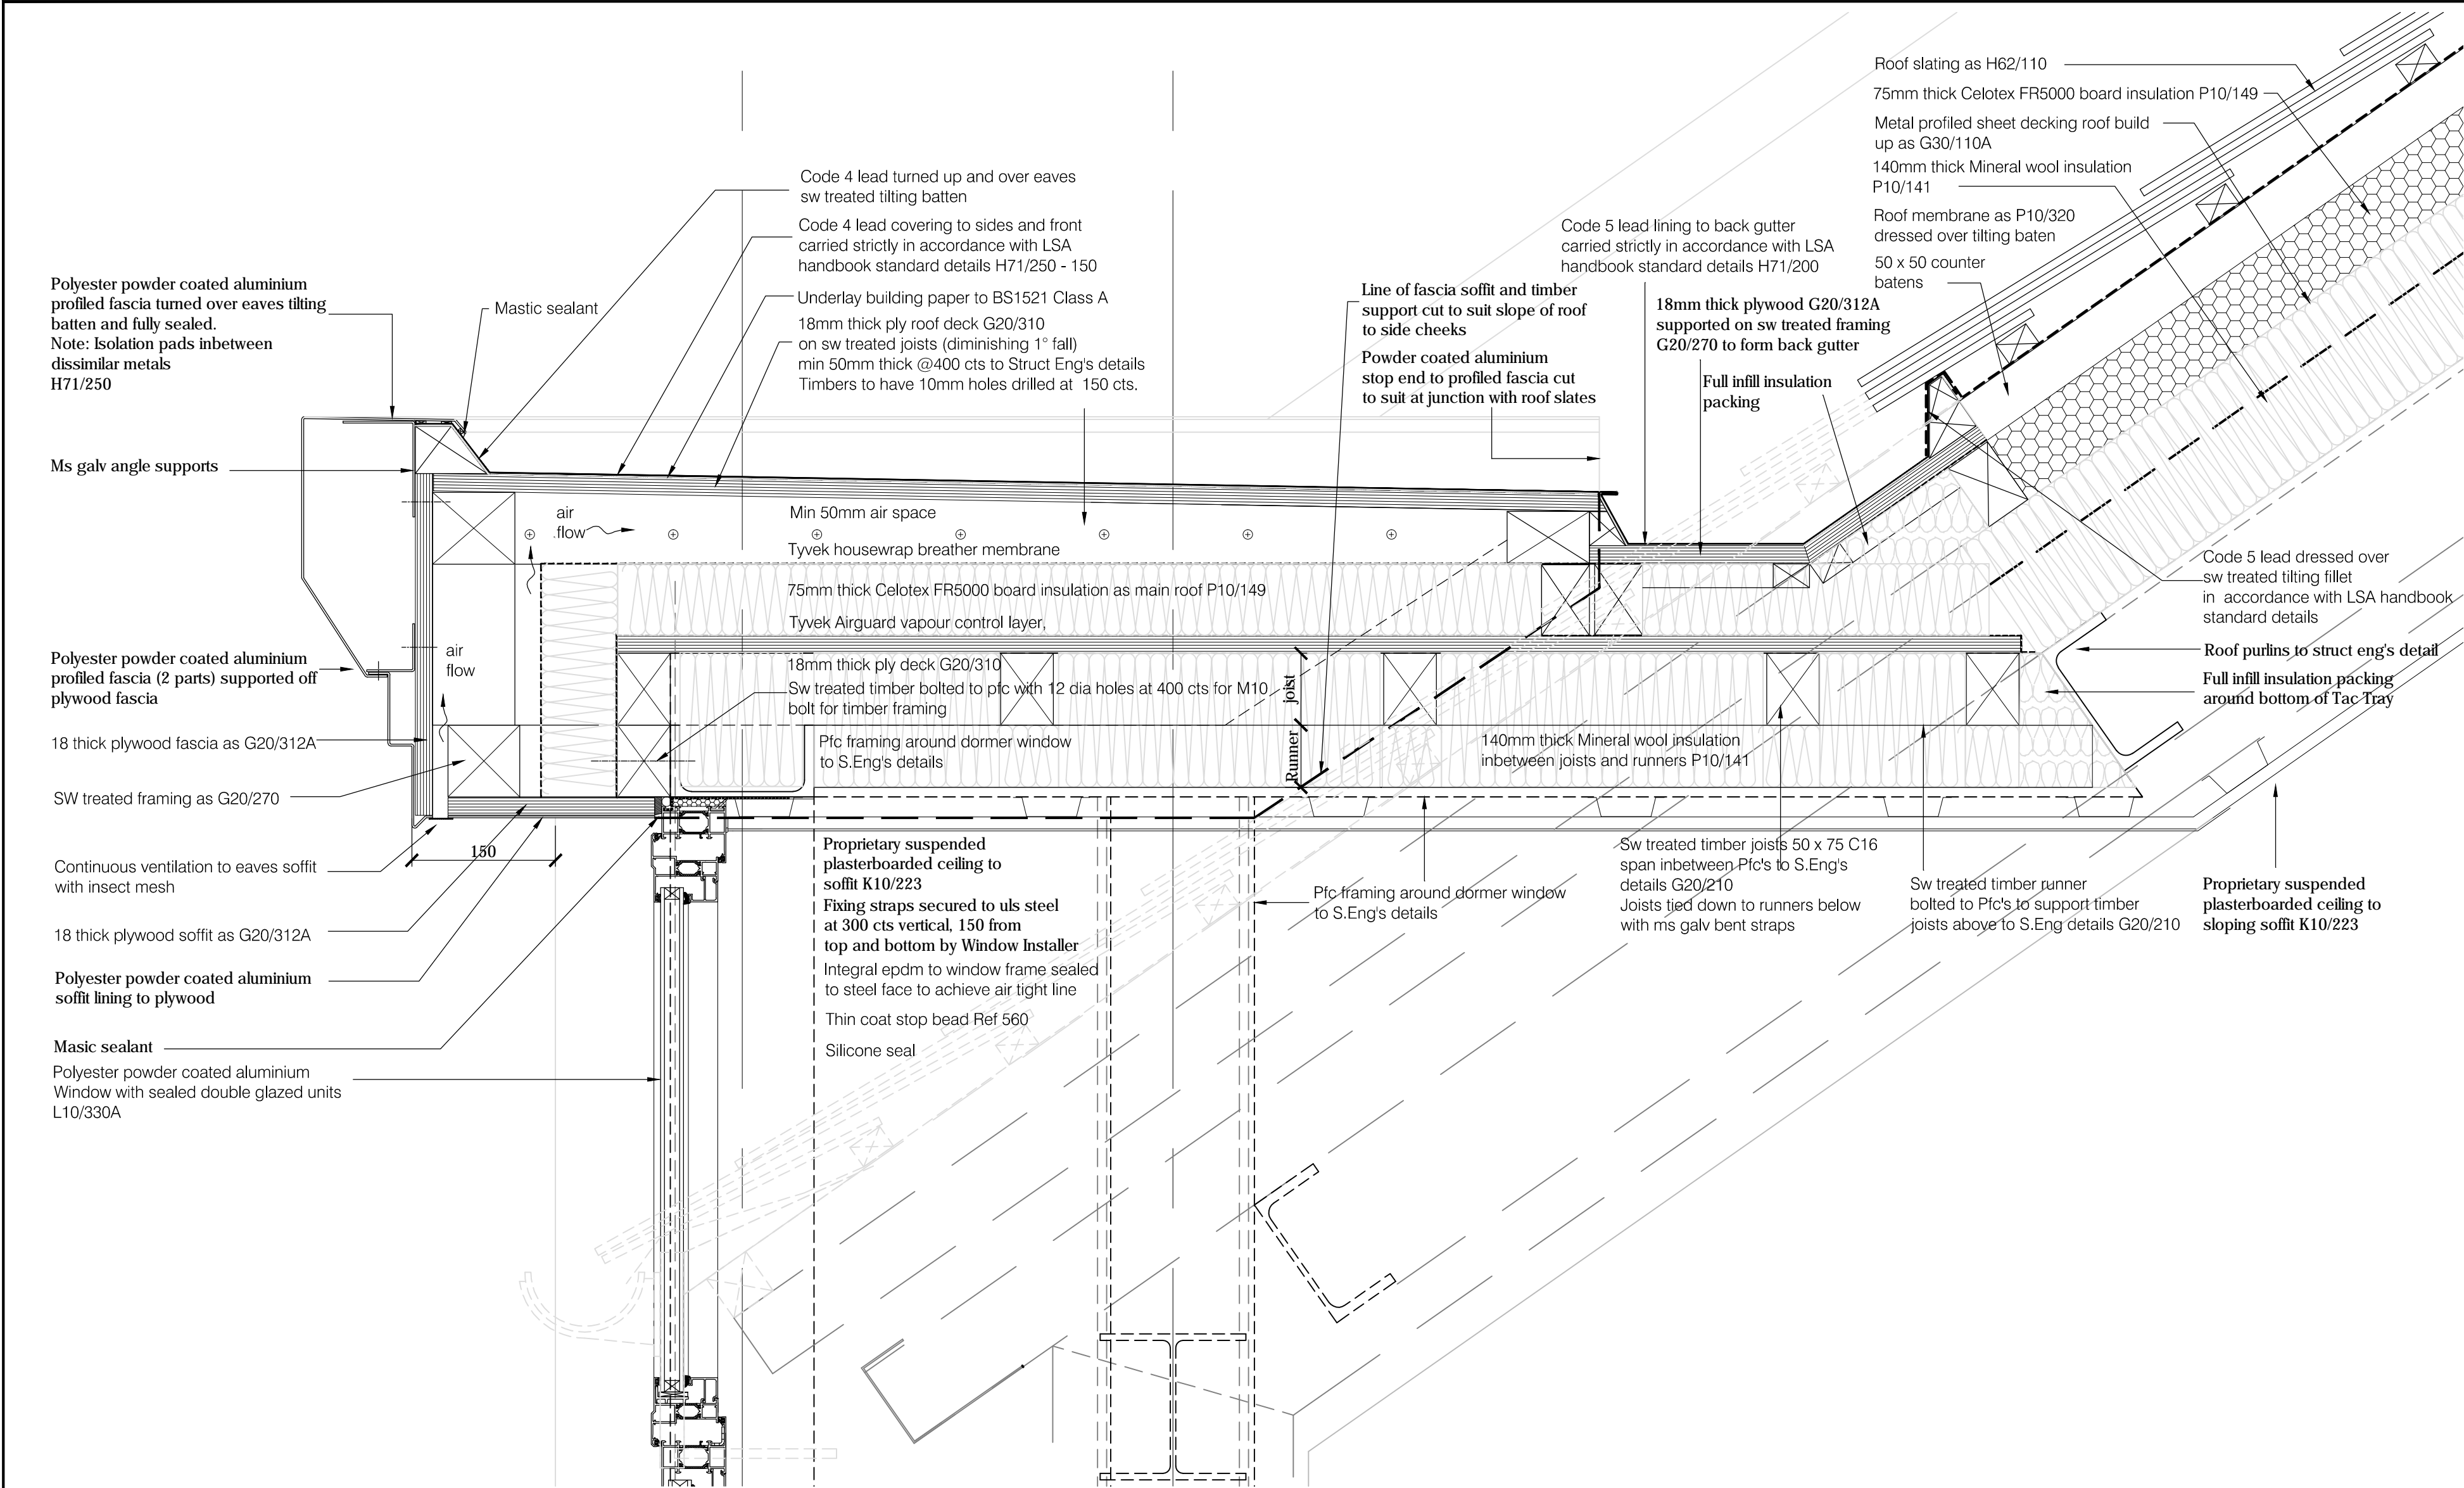 Roof slating as H62/110
75mm thick Celotex FR5000 board insulation P10/149
Metal profiled sheet decking roof build
up as G30/110A
140mm thick Mineral wool insulation
P10/141
Roof membrane as P10/320
dressed over tilting baten
50 x 50 counter
batens
Code 4 lead turned up and over eaves
sw treated tilting batten
Code 4 lead covering to sides and front
carried strictly in accordance with LSA
handbook standard details H71/250 - 150
Underlay building paper to BS1521 Class A
18mm thick ply roof deck G20/310
on sw treated joists (diminishing 1° fall)
min 50mm thick @400 cts to Struct Eng's details
Timbers to have 10mm holes drilled at 150 cts.
Code 5 lead lining to back gutter
carried strictly in accordance with LSA
handbook standard details H71/200
Line of fascia soffit and timber
support cut to suit slope of roof
to side cheeks
Powder coated aluminium
stop end to profiled fascia cut
to suit at junction with roof slates
18mm thick plywood G20/312A
supported on sw treated framing
G20/270 to form back gutter
Full infill insulation
packing
Polyester powder coated aluminium
profiled fascia turned over eaves tilting
batten and fully sealed.
Note: Isolation pads inbetween
dissimilar metals
H71/250
Mastic sealant
Ms galv angle supports
air
flow
Min 50mm air space
Tyvek housewrap breather membrane
75mm thick Celotex FR5000 board insulation as main roof P10/149
Tyvek Airguard vapour control layer,
18mm thick ply deck G20/310
Sw treated timber bolted to pfc with 12 dia holes at 400 cts for M10
bolt for timber framing
Pfc framing around dormer window
to S.Eng's details
joist
Runner
140mm thick Mineral wool insulation
inbetween joists and runners P10/141
Code 5 lead dressed over
sw treated tilting fillet
in accordance with LSA handbook
standard details
Roof purlins to struct eng's detail
Full infill insulation packing
around bottom of Tac Tray
air
flow
Polyester powder coated aluminium
profiled fascia (2 parts) supported off
plywood fascia
18 thick plywood fascia as G20/312A
SW treated framing as G20/270
150
Continuous ventilation to eaves soffit
with insect mesh
18 thick plywood soffit as G20/312A
Polyester powder coated aluminium
soffit lining to plywood
Masic sealant
Polyester powder coated aluminium
Window with sealed double glazed units
L10/330A
Proprietary suspended
plasterboarded ceiling to
soffit K10/223
Fixing straps secured to uls steel
at 300 cts vertical, 150 from
top and bottom by Window Installer
Integral epdm to window frame sealed
to steel face to achieve air tight line
Thin coat stop bead Ref 560
Silicone seal
Pfc framing around dormer window
to S.Eng's details
Sw treated timber joists 50 x 75 C16
span inbetween Pfc's to S.Eng's
details G20/210
Joists tied down to runners below
with ms galv bent straps
Sw treated timber runner
bolted to Pfc's to support timber
joists above to S.Eng details G20/210
Proprietary suspended
plasterboarded ceiling to
sloping soffit K10/223